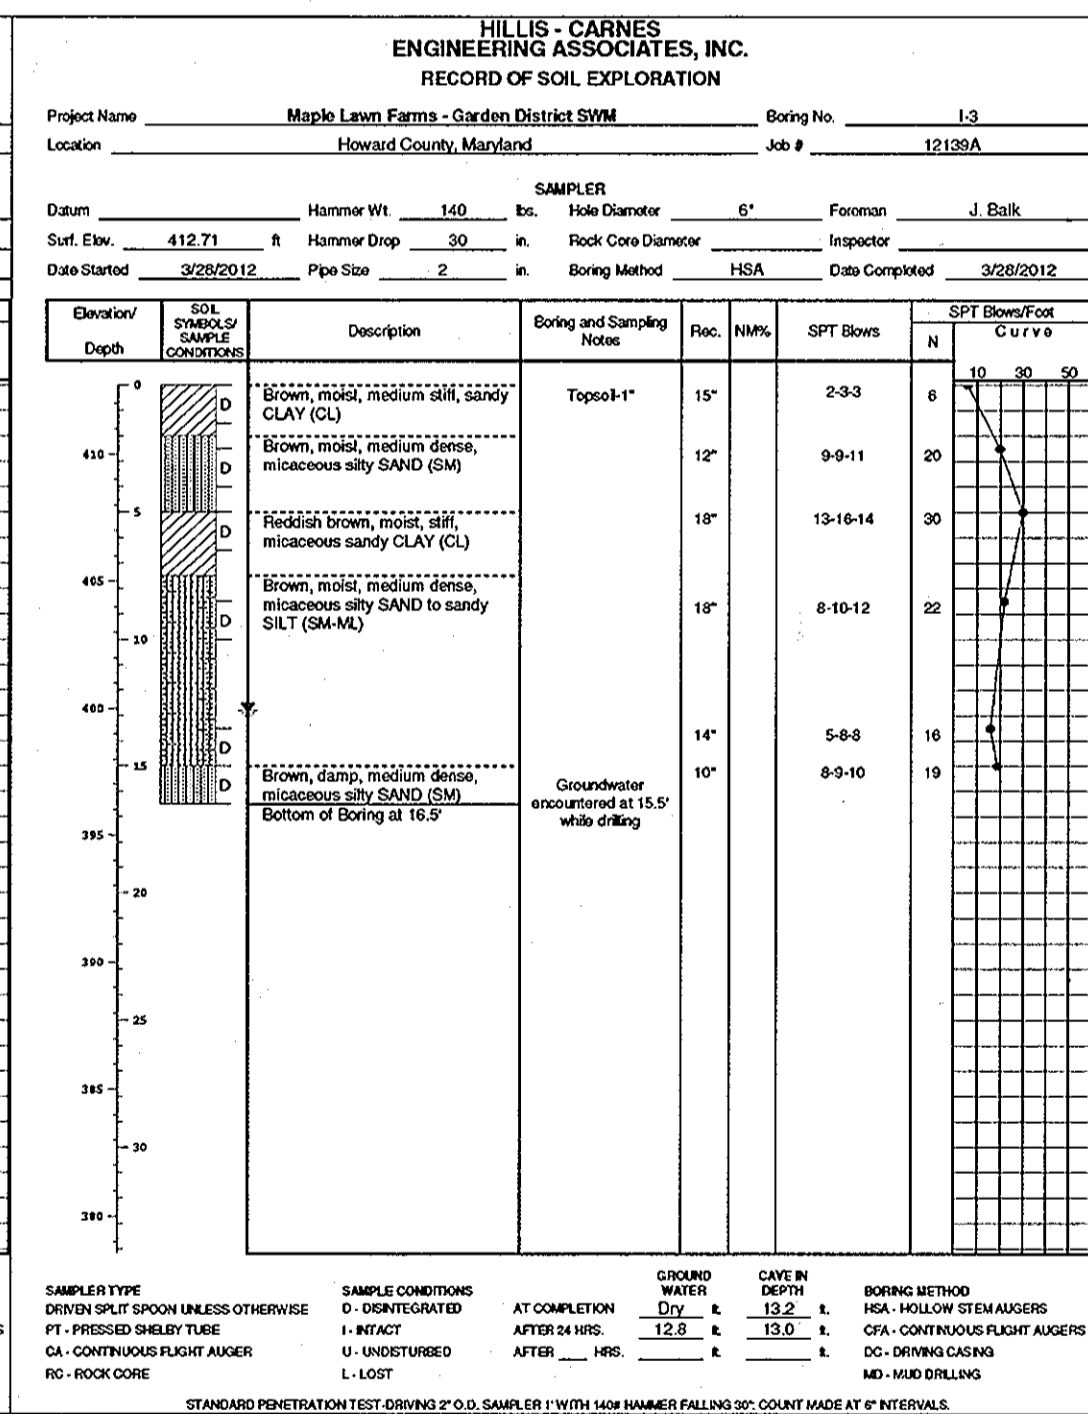 HILLIS - CARNES
ENGINEERING ASSOCIATES, INC.
RECORD OF SOIL EXPLORATION
Project Name Maple Lawn Farms - Garden District SWM Boring No. I-3
Location Howard County, Maryland Job # 12139A
SAMPLER
Datum Hammer Wt. 140 lbs. Hole Diameter 6" Foreman J. Balk
Surf. Elev. 412.71 ft Hammer Drop 30 in. Rock Core Diameter Inspector
Date Started 3/28/2012 Pipe Size 2 in. Boring Method HSA Date Completed 3/28/2012
Elevation/ Depth SOIL SYMBOLS/ SAMPLE CONDITIONS Description Boring and Sampling Notes Rec. NM% SPT Blows SPT Blows/Foot N Curve
10 30 50
0 D Brown, moist, medium stiff, sandy Topsoil-1" 15" 2-3-3 6
CLAY (CL)
410 D Brown, moist, medium dense, 12" 9-9-11 20
micaceous silty SAND (SM)
5 D Reddish brown, moist, stiff, 18" 13-16-14 30
micaceous sandy CLAY (CL)
405 Brown, moist, medium dense,
D micaceous silty SAND to sandy 18" 8-10-12 22
SILT (SM-ML)
10
400
D 14" 5-8-8 16
15 D Brown, damp, medium dense, 10" 8-9-10 19
micaceous silty SAND (SM) Groundwater
Bottom of Boring at 16.5' encountered at 15.5'
while drilling
395
20
390
25
385
30
380
SAMPLER TYPE SAMPLE CONDITIONS GROUND WATER CAVE IN DEPTH BORING METHOD
DRIVEN SPLIT SPOON UNLESS OTHERWISE D - DISINTEGRATED AT COMPLETION Dry ft. 13.2 ft. HSA - HOLLOW STEM AUGERS
PT - PRESSED SHELBY TUBE I - INTACT AFTER 24 HRS. 12.8 ft. 13.0 ft. CFA - CONTINUOUS FLIGHT AUGERS
CA - CONTINUOUS FLIGHT AUGER U - UNDISTURBED AFTER ___ HRS. ft. ft. DC - DRIVING CASING
RC - ROCK CORE L - LOST MD - MUD DRILLING
STANDARD PENETRATION TEST-DRIVING 2" O.D. SAMPLER 1' WITH 140# HAMMER FALLING 30": COUNT MADE AT 6" INTERVALS.